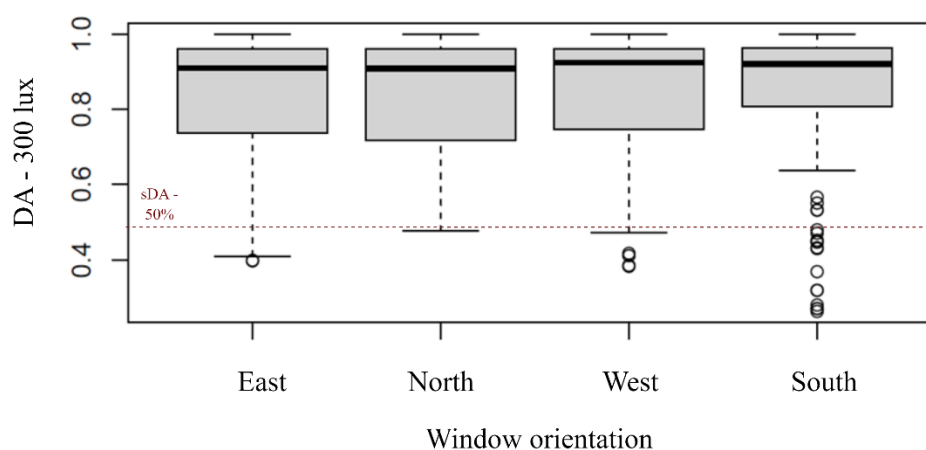 1.0
0.8
0.6
0.4
DA - 300 lux
sDA -
50%
East North West South
Window orientation